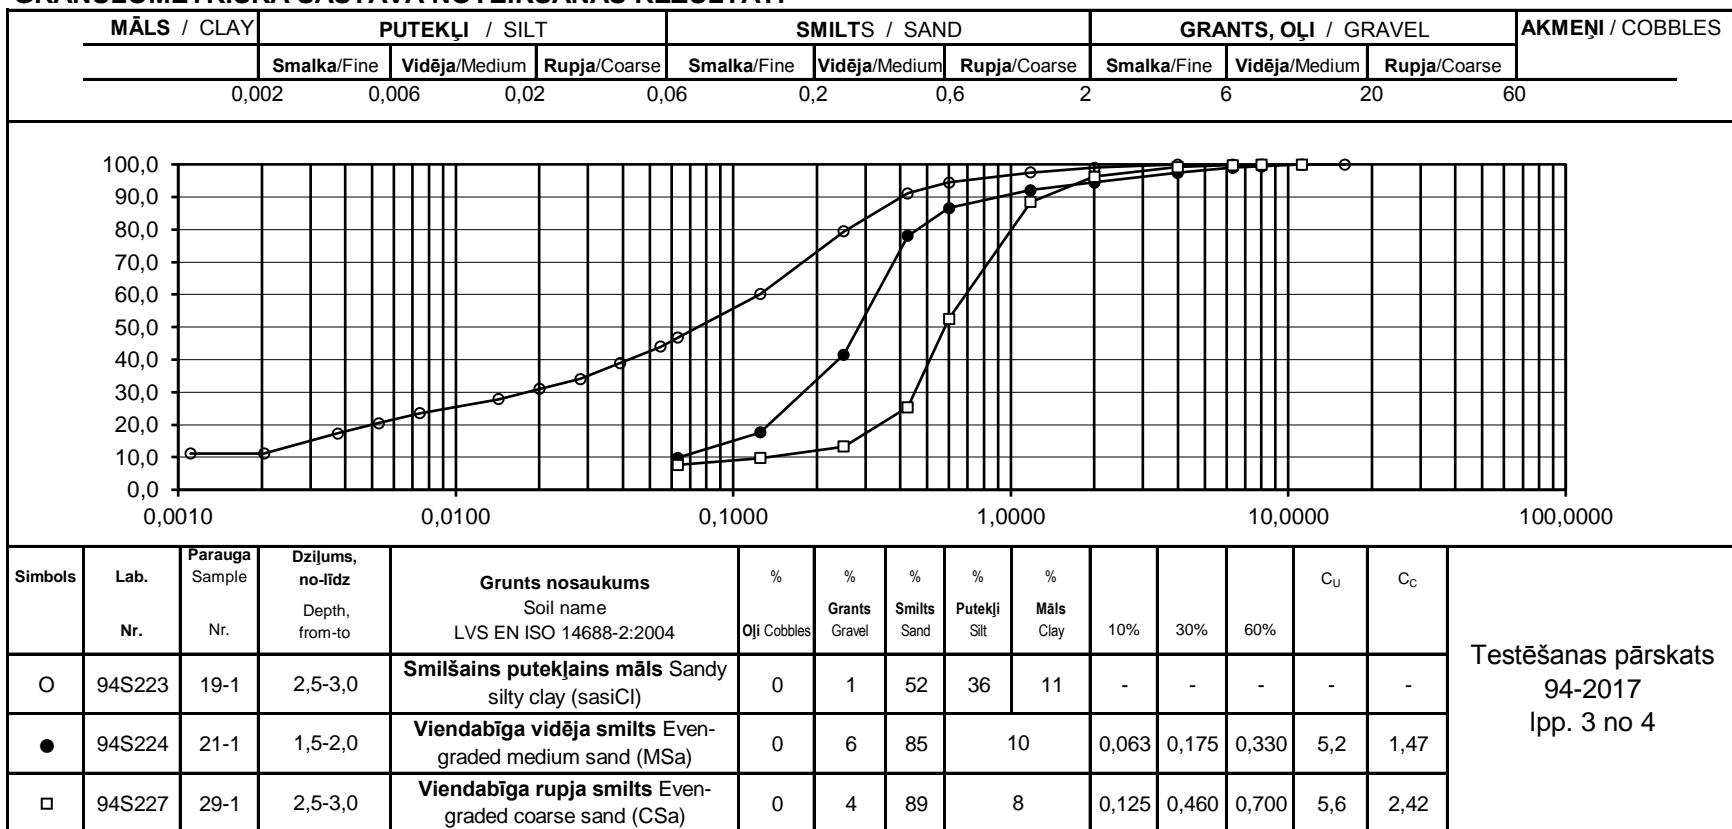 GRANULOMETRISKĀ SASTĀVA NOTEIKŠANAS REZULTĀTI
MĀLS / CLAY PUTEKĻI / SILT SMILTS / SAND GRANTS, OĻI / GRAVEL AKMEŅI / COBBLES
Smalka/Fine Vidēja/Medium Rupja/Coarse Smalka/Fine Vidēja/Medium Rupja/Coarse Smalka/Fine Vidēja/Medium Rupja/Coarse
0,002 0,006 0,02 0,06 0,2 0,6 2 6 20 60
100,0
90,0
80,0
70,0
60,0
50,0
40,0
30,0
20,0
10,0
0,0
0,0010 0,0100 0,1000 1,0000 10,0000 100,0000
Simbols
Lab.
Nr.
Parauga
Sample
Nr.
Dziļums,
no-līdz
Depth,
from-to
Grunts nosaukums
Soil name
LVS EN ISO 14688-2:2004
%
Oļi Cobbles
%
Grants
Gravel
%
Smilts
Sand
%
Putekļi
Silt
%
Māls
Clay
10%
30%
60%
CU
CC
94S223 19-1 2,5-3,0 Smilšains putekļains māls Sandy
silty clay (sasiCl)
0 1 52 36 11 - - - - -
94S224 21-1 1,5-2,0 Viendabīga vidēja smilts Even-
graded medium sand (MSa)
0 6 85 10 0,063 0,175 0,330 5,2 1,47
94S227 29-1 2,5-3,0 Viendabīga rupja smilts Even-
graded coarse sand (CSa)
0 4 89 8 0,125 0,460 0,700 5,6 2,42
Testēšanas pārskats
94-2017
lpp. 3 no 4